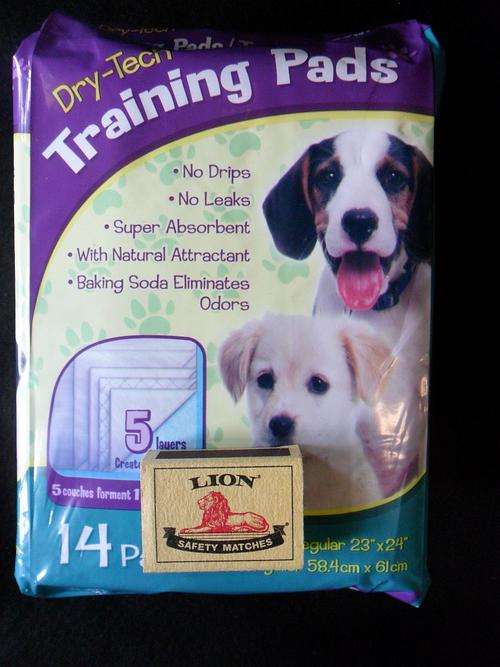 Dry-Tech
Training Pads
• No Drips
• No Leaks
• Super Absorbent
• With Natural Attractant
• Baking Soda Eliminates
Odors
5
layers
5 couches forment
LION
SAFETY MATCHES
14
23"x24"
58.4cm x 61cm